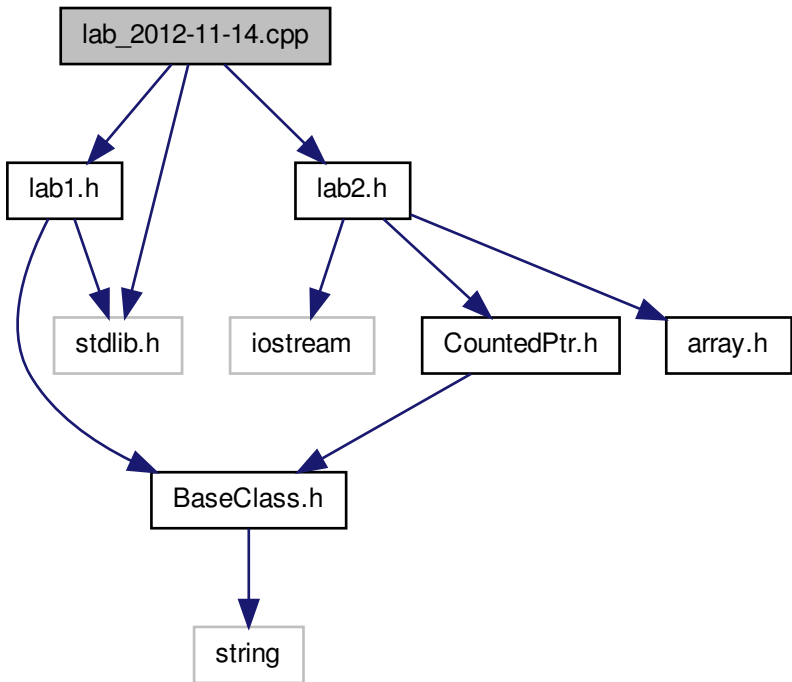 lab_2012-11-14.cpp
lab1.h
lab2.h
stdlib.h
iostream
CountedPtr.h
array.h
BaseClass.h
string